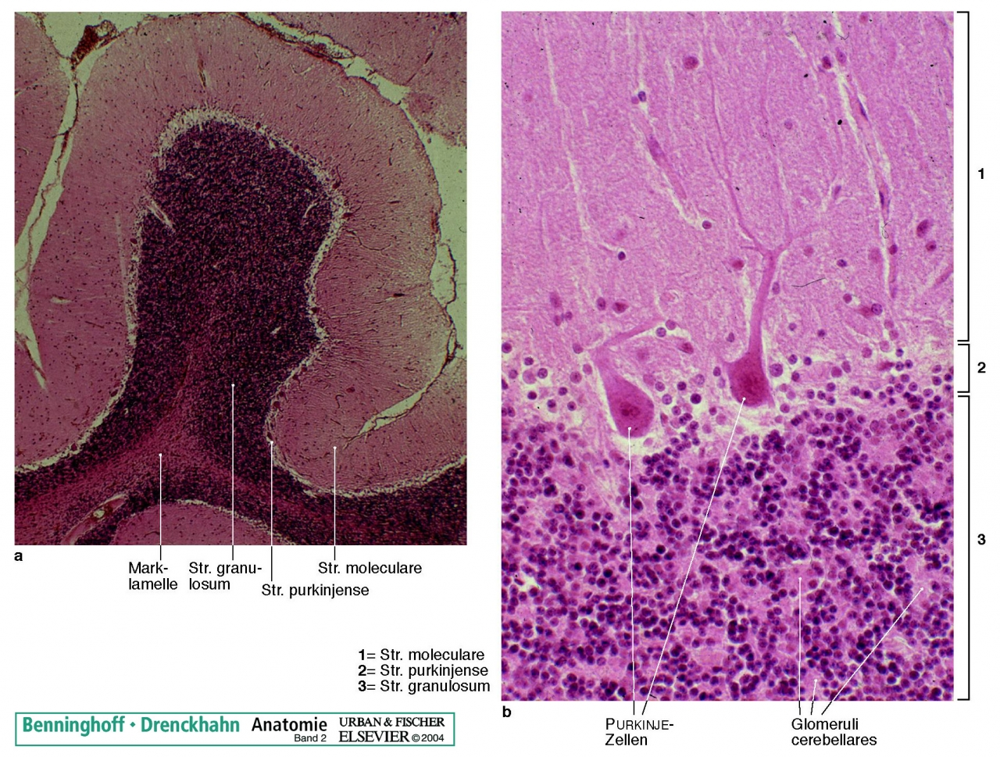 a
Mark-
lamelle
Str. granu-
losum
Str. purkinjense
Str. moleculare
1= Str. moleculare
2= Str. purkinjense
3= Str. granulosum
Benninghoff • Drenckhahn Anatomie
Band 2
URBAN & FISCHER
ELSEVIER © 2004
1
2
3
b
PURKINJE-
Zellen
Glomeruli
cerebellares